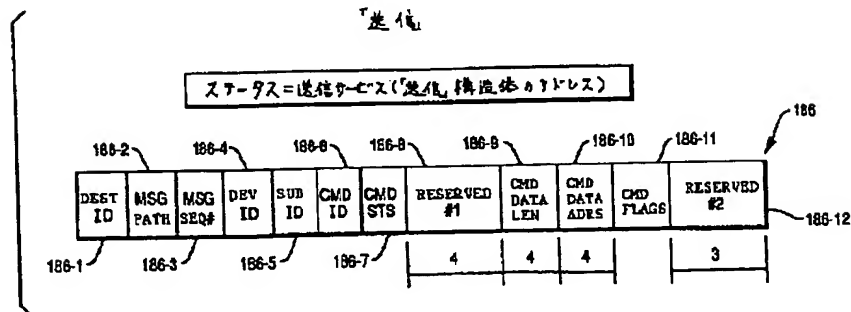 「送信」
ステータス=送信サービス(「送信」構造体のアドレス)
186
186-2
186-4
186-6
186-8
186-9
186-10
186-11
DEST ID
MSG PATH
MSG SEQ#
DEV ID
SUB ID
CMD ID
CMD STS
RESERVED #1
CMD DATA LEN
CMD DATA ADRS
CMD FLAGS
RESERVED #2
186-1
186-3
186-5
186-7
186-12
4
4
4
3